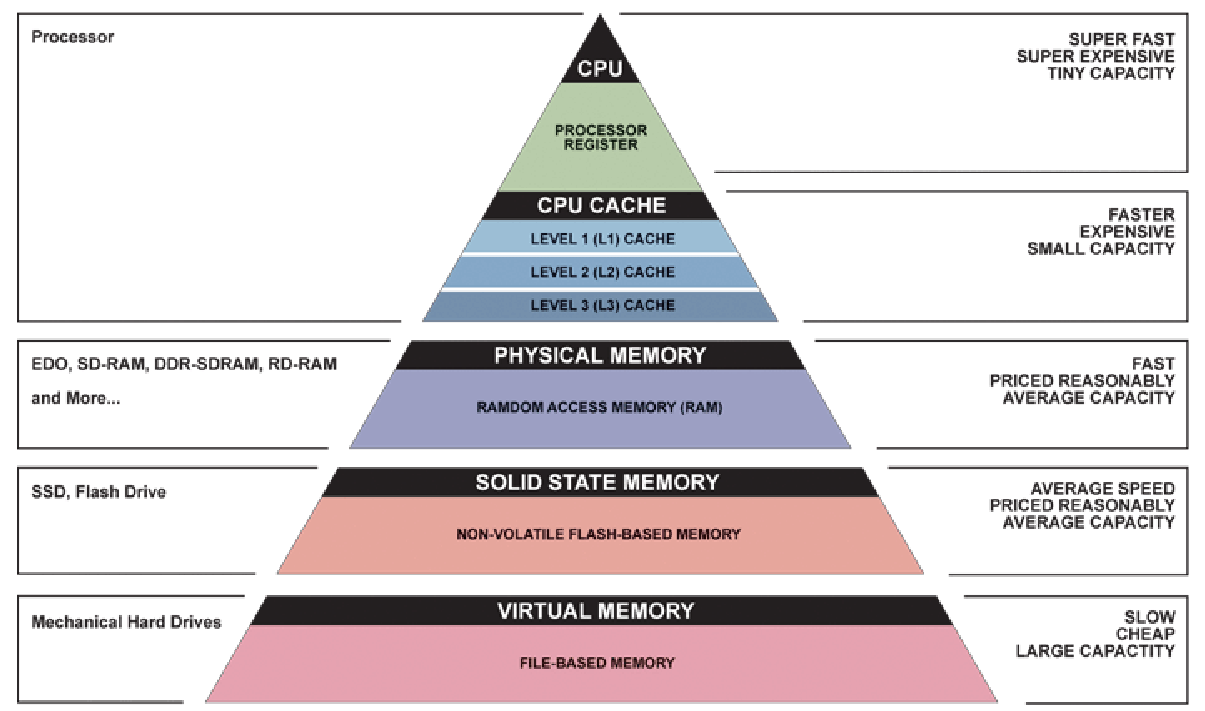 Processor
CPU
SUPER FAST
SUPER EXPENSIVE
TINY CAPACITY
PROCESSOR
REGISTER
CPU CACHE
LEVEL 1 (L1) CACHE
LEVEL 2 (L2) CACHE
LEVEL 3 (L3) CACHE
FASTER
EXPENSIVE
SMALL CAPACITY
EDO, SD-RAM, DDR-SDRAM, RD-RAM
and More...
PHYSICAL MEMORY
RAMDOM ACCESS MEMORY (RAM)
FAST
PRICED REASONABLY
AVERAGE CAPACITY
SSD, Flash Drive
SOLID STATE MEMORY
NON-VOLATILE FLASH-BASED MEMORY
AVERAGE SPEED
PRICED REASONABLY
AVERAGE CAPACITY
Mechanical Hard Drives
VIRTUAL MEMORY
FILE-BASED MEMORY
SLOW
CHEAP
LARGE CAPACTITY